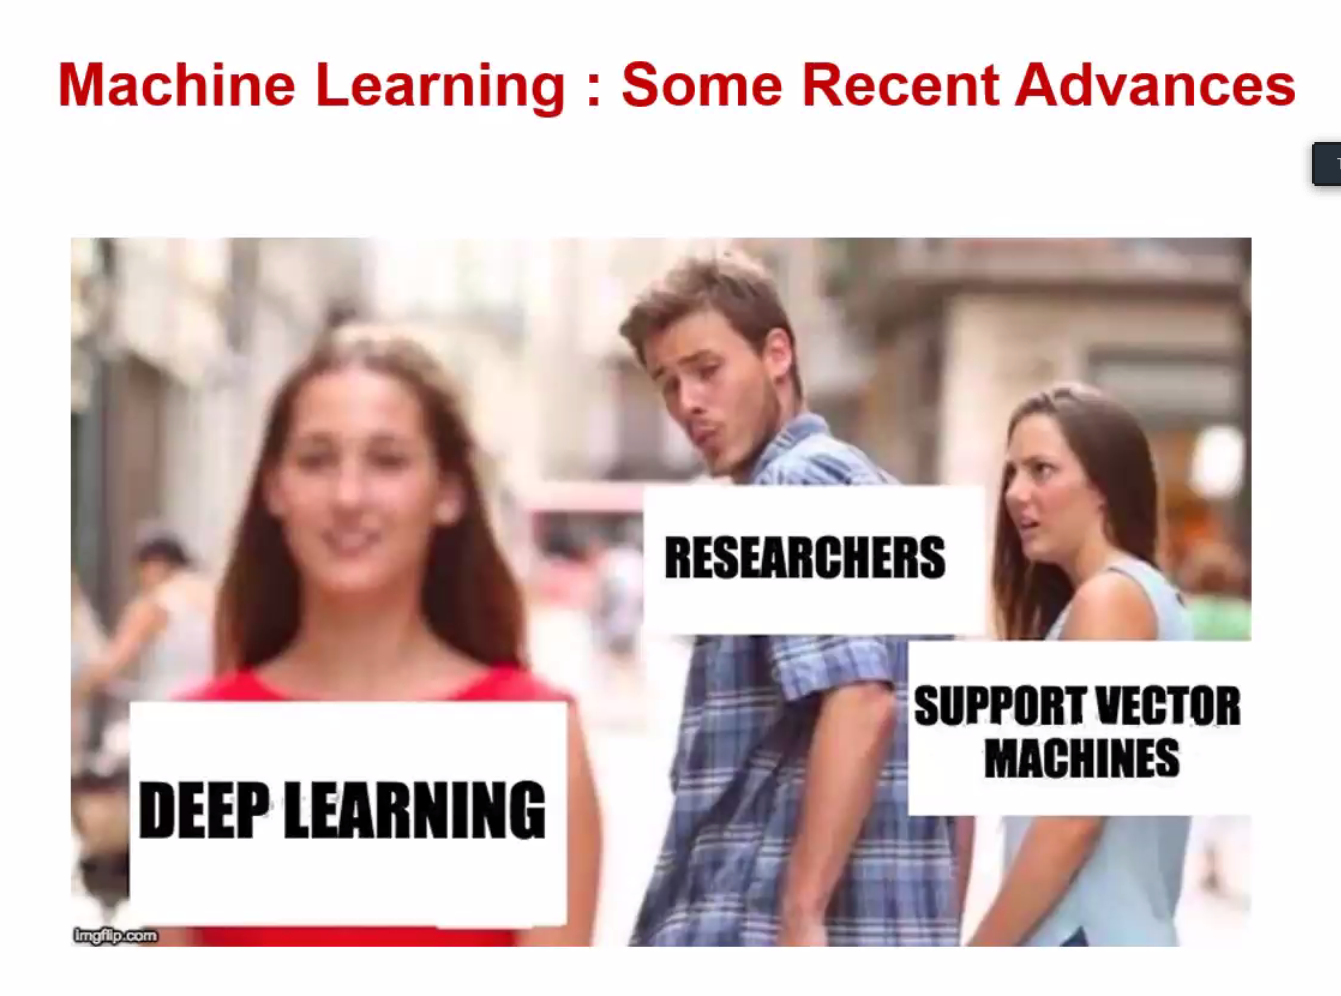 Machine Learning : Some Recent Advances
RESEARCHERS
SUPPORT VECTOR
MACHINES
DEEP LEARNING
imgflip.com